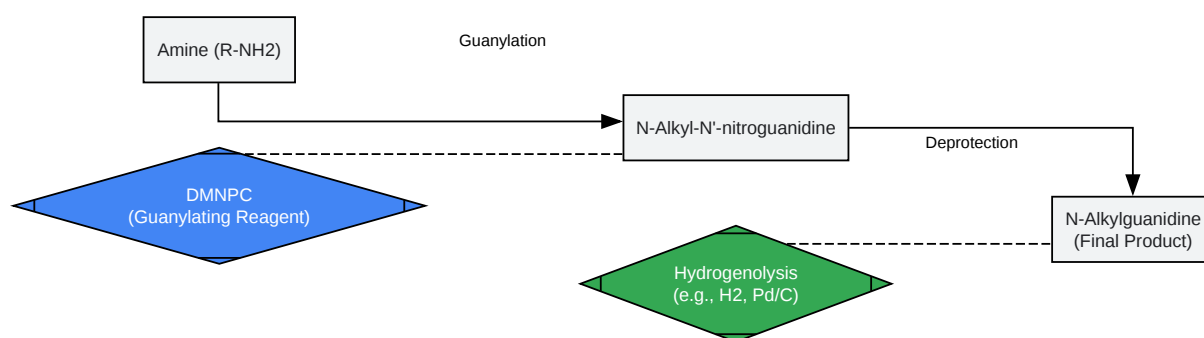 Amine (R-NH2)
Guanylation
N-Alkyl-N'-nitroguanidine
Deprotection
DMNPC
(Guanylating Reagent)
N-Alkylguanidine
(Final Product)
Hydrogenolysis
(e.g., H2, Pd/C)